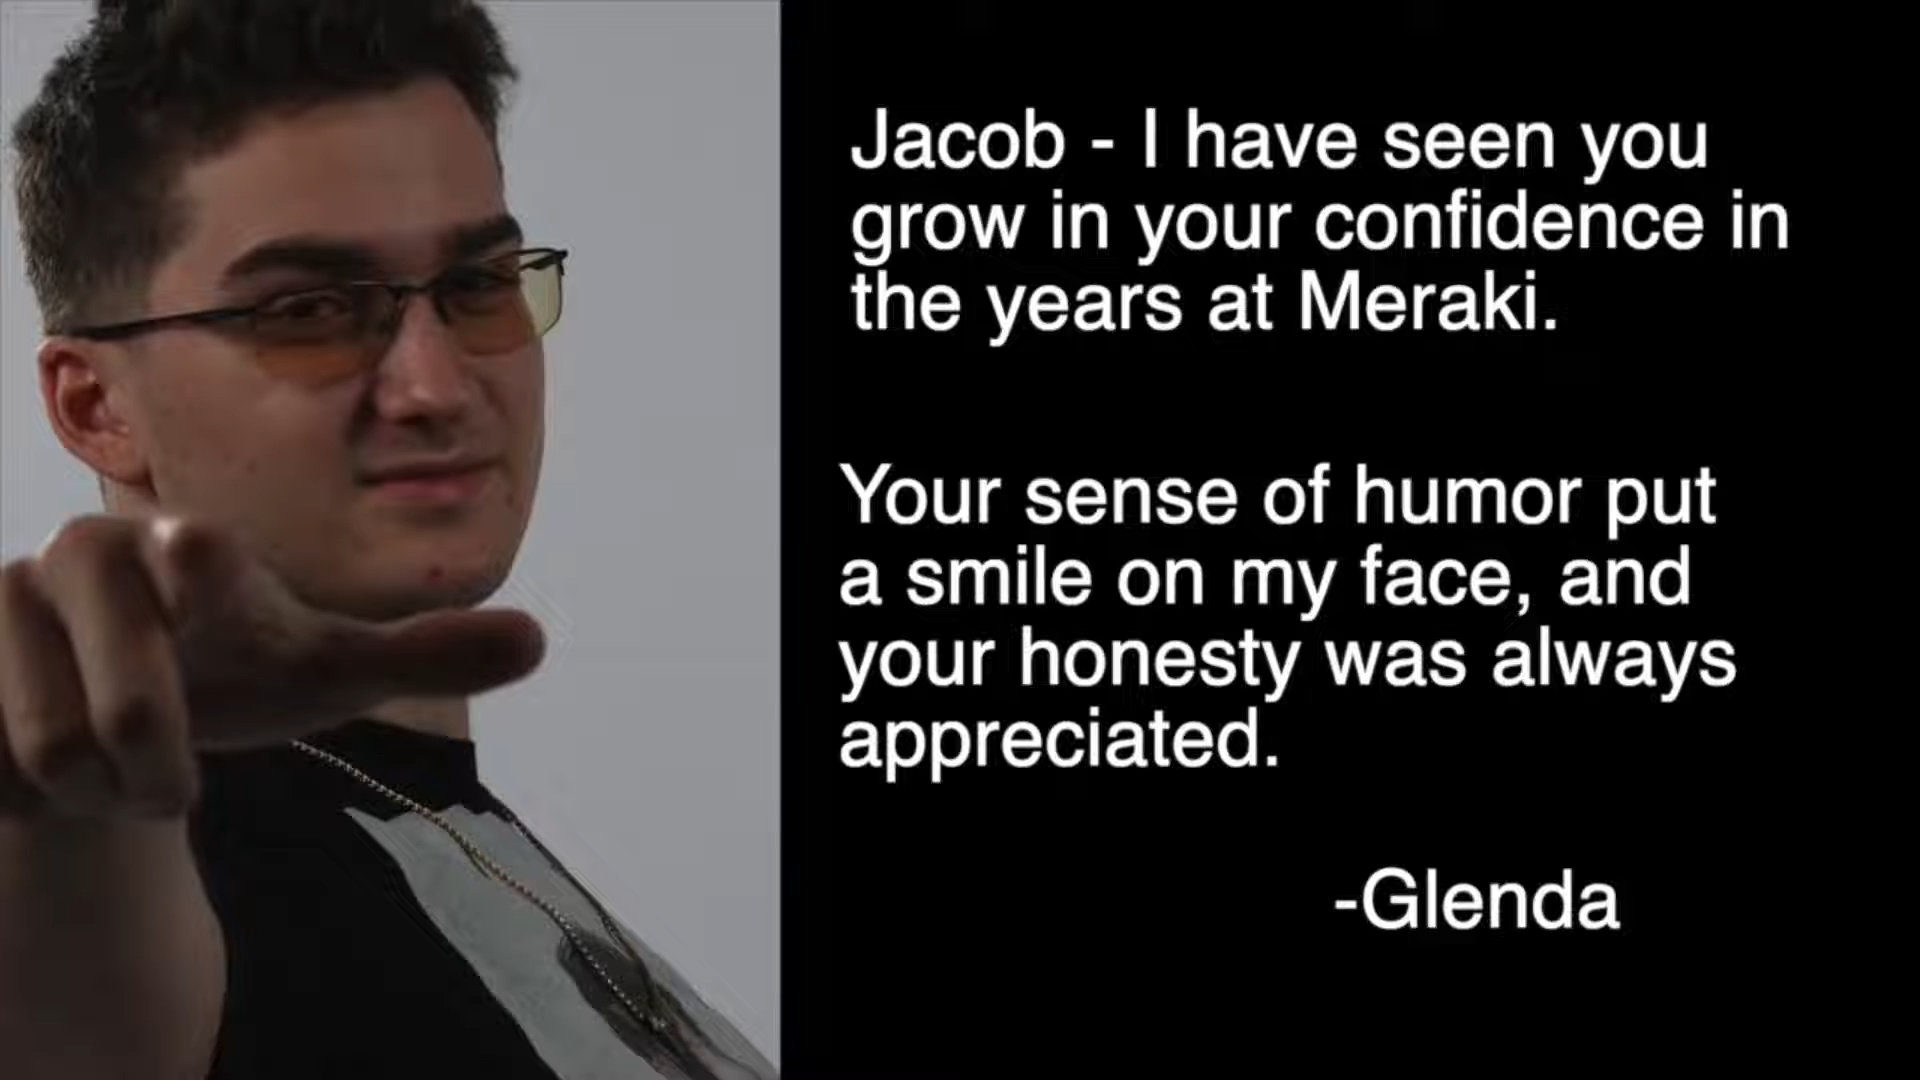 Jacob - I have seen you
grow in your confidence in
the years at Meraki.
Your sense of humor put
a smile on my face, and
your honesty was always
appreciated.
-Glenda